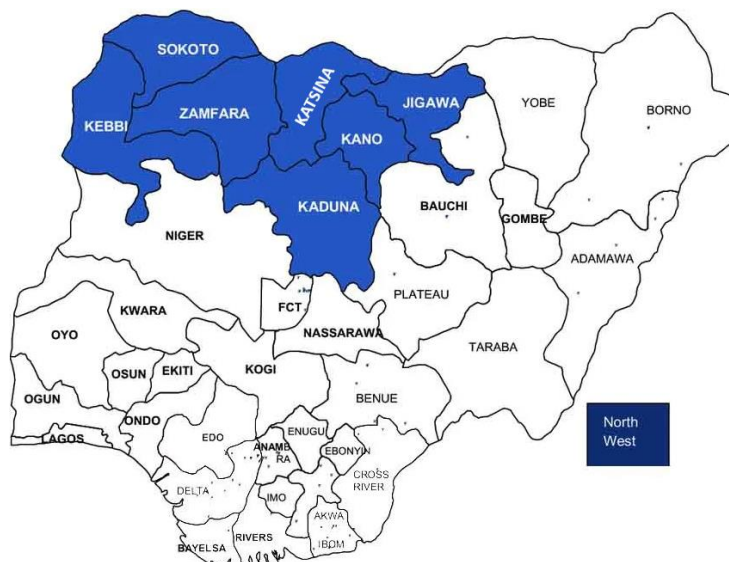 SOKOTO
KATSINA
KEBBI
ZAMFARA
KANO
JIGAWA
YOBE
BORNO
KADUNA
BAUCHI
GOMBE
NIGER
ADAMAWA
FCT
PLATEAU
KWARA
NASSARAWA
TARABA
OYO
OSUN
EKITI
KOGI
BENUE
OGUN
ONDO
LAGOS
EDO
ENUGU
ANAMB
RA
EBONYIN
CROSS
RIVER
DELTA
IMO
AKWA
IBOM
BAYELSA
RIVERS
North
West